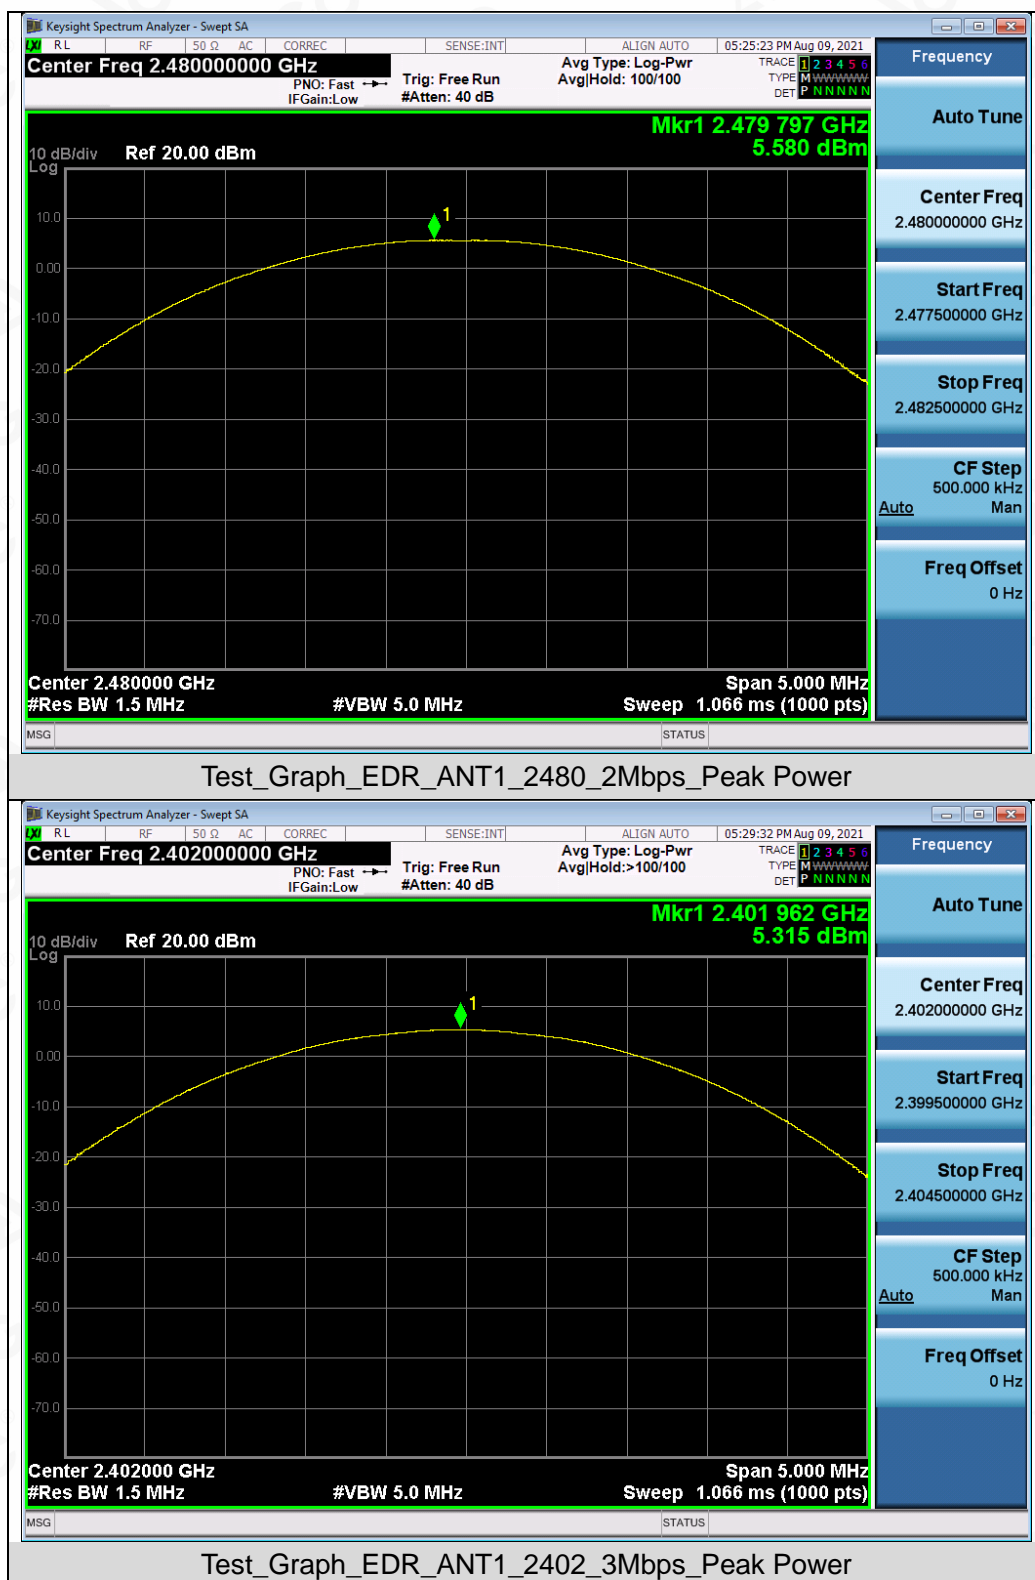 Keysight Spectrum Analyzer - Swept SA
LXI RL RF 50 Ω AC CORREC SENSE:INT ALIGN AUTO 05:25:23 PM Aug 09, 2021
Center Freq 2.480000000 GHz
PNO: Fast
IFGain:Low
Trig: Free Run
#Atten: 40 dB
Avg Type: Log-Pwr
Avg|Hold: 100/100
TRACE 1 2 3 4 5 6
TYPE M WWWWW
DET P N N N N N
Mkr1 2.479 797 GHz
5.580 dBm
10 dB/div Ref 20.00 dBm
Log
1
10.0
0.00
-10.0
-20.0
-30.0
-40.0
-50.0
-60.0
-70.0
Center 2.480000 GHz Span 5.000 MHz
#Res BW 1.5 MHz #VBW 5.0 MHz Sweep 1.066 ms (1000 pts)
MSG STATUS
Frequency
Auto Tune
Center Freq
2.480000000 GHz
Start Freq
2.477500000 GHz
Stop Freq
2.482500000 GHz
CF Step
500.000 kHz
Auto Man
Freq Offset
0 Hz
Test_Graph_EDR_ANT1_2480_2Mbps_Peak Power
Keysight Spectrum Analyzer - Swept SA
LXI RL RF 50 Ω AC CORREC SENSE:INT ALIGN AUTO 05:29:32 PM Aug 09, 2021
Center Freq 2.402000000 GHz
PNO: Fast
IFGain:Low
Trig: Free Run
#Atten: 40 dB
Avg Type: Log-Pwr
Avg|Hold:>100/100
TRACE 1 2 3 4 5 6
TYPE M WWWWW
DET P N N N N N
Mkr1 2.401 962 GHz
5.315 dBm
10 dB/div Ref 20.00 dBm
Log
1
10.0
0.00
-10.0
-20.0
-30.0
-40.0
-50.0
-60.0
-70.0
Center 2.402000 GHz Span 5.000 MHz
#Res BW 1.5 MHz #VBW 5.0 MHz Sweep 1.066 ms (1000 pts)
MSG STATUS
Frequency
Auto Tune
Center Freq
2.402000000 GHz
Start Freq
2.399500000 GHz
Stop Freq
2.404500000 GHz
CF Step
500.000 kHz
Auto Man
Freq Offset
0 Hz
Test_Graph_EDR_ANT1_2402_3Mbps_Peak Power